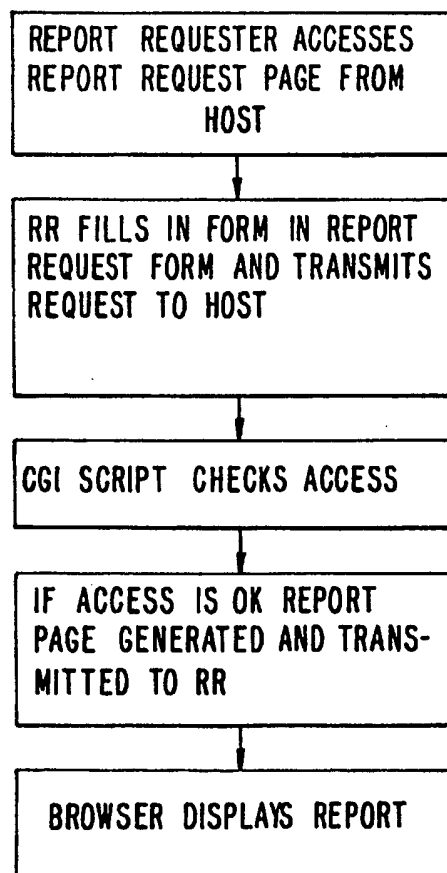 REPORT REQUESTER ACCESSES
REPORT REQUEST PAGE FROM
HOST
RR FILLS IN FORM IN REPORT
REQUEST FORM AND TRANSMITS
REQUEST TO HOST
CGI SCRIPT CHECKS ACCESS
IF ACCESS IS OK REPORT
PAGE GENERATED AND TRANS-
MITTED TO RR
BROWSER DISPLAYS REPORT